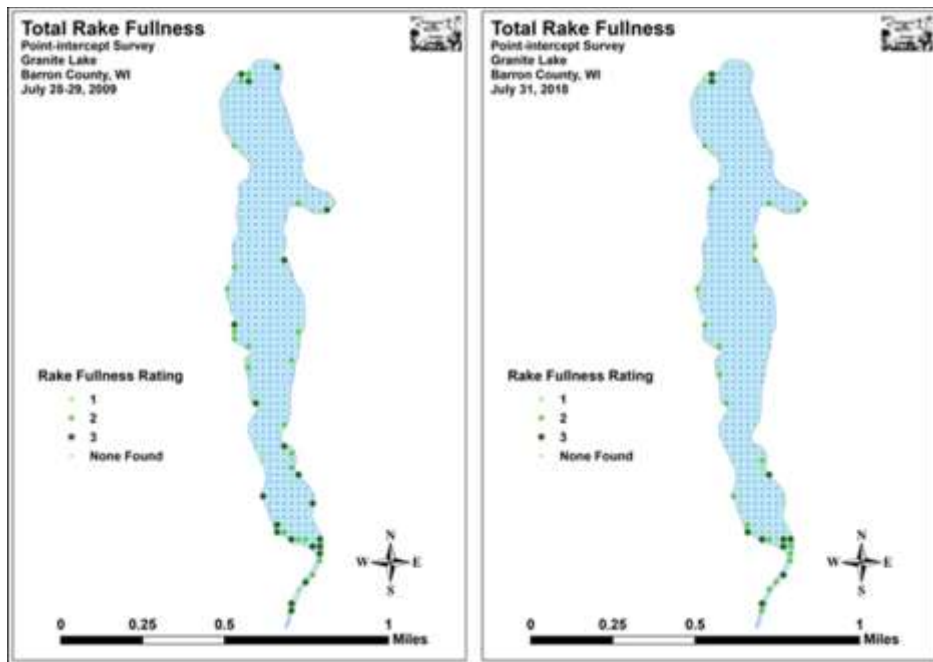 Total Rake Fullness
Point-intercept Survey
Granite Lake
Barron County, WI
July 28-29, 2009
Rake Fullness Rating
1
2
3
None Found
N
W E
S
0 0.25 0.5 1
Miles
Total Rake Fullness
Point-intercept Survey
Granite Lake
Barron County, WI
July 31, 2018
Rake Fullness Rating
1
2
3
None Found
N
W E
S
0 0.25 0.5 1
Miles